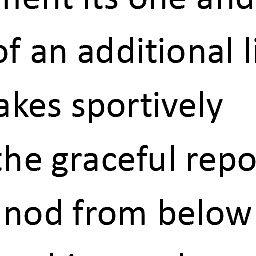 its one and
of an additional
sportively
the graceful
nod from below